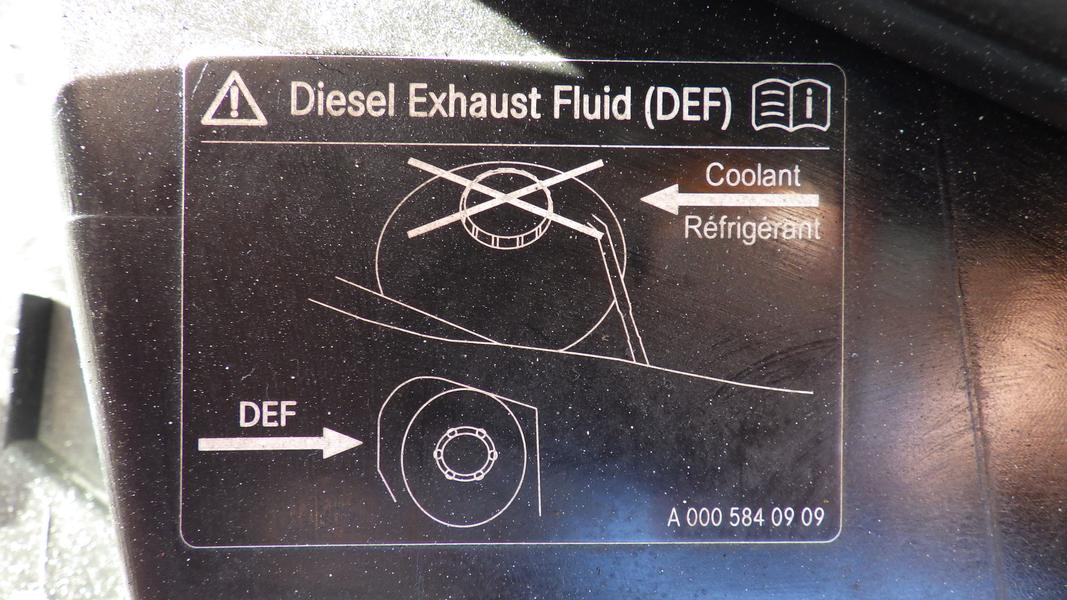 Diesel Exhaust Fluid (DEF)
Coolant
Réfrigérant
DEF
A 000 584 09 09